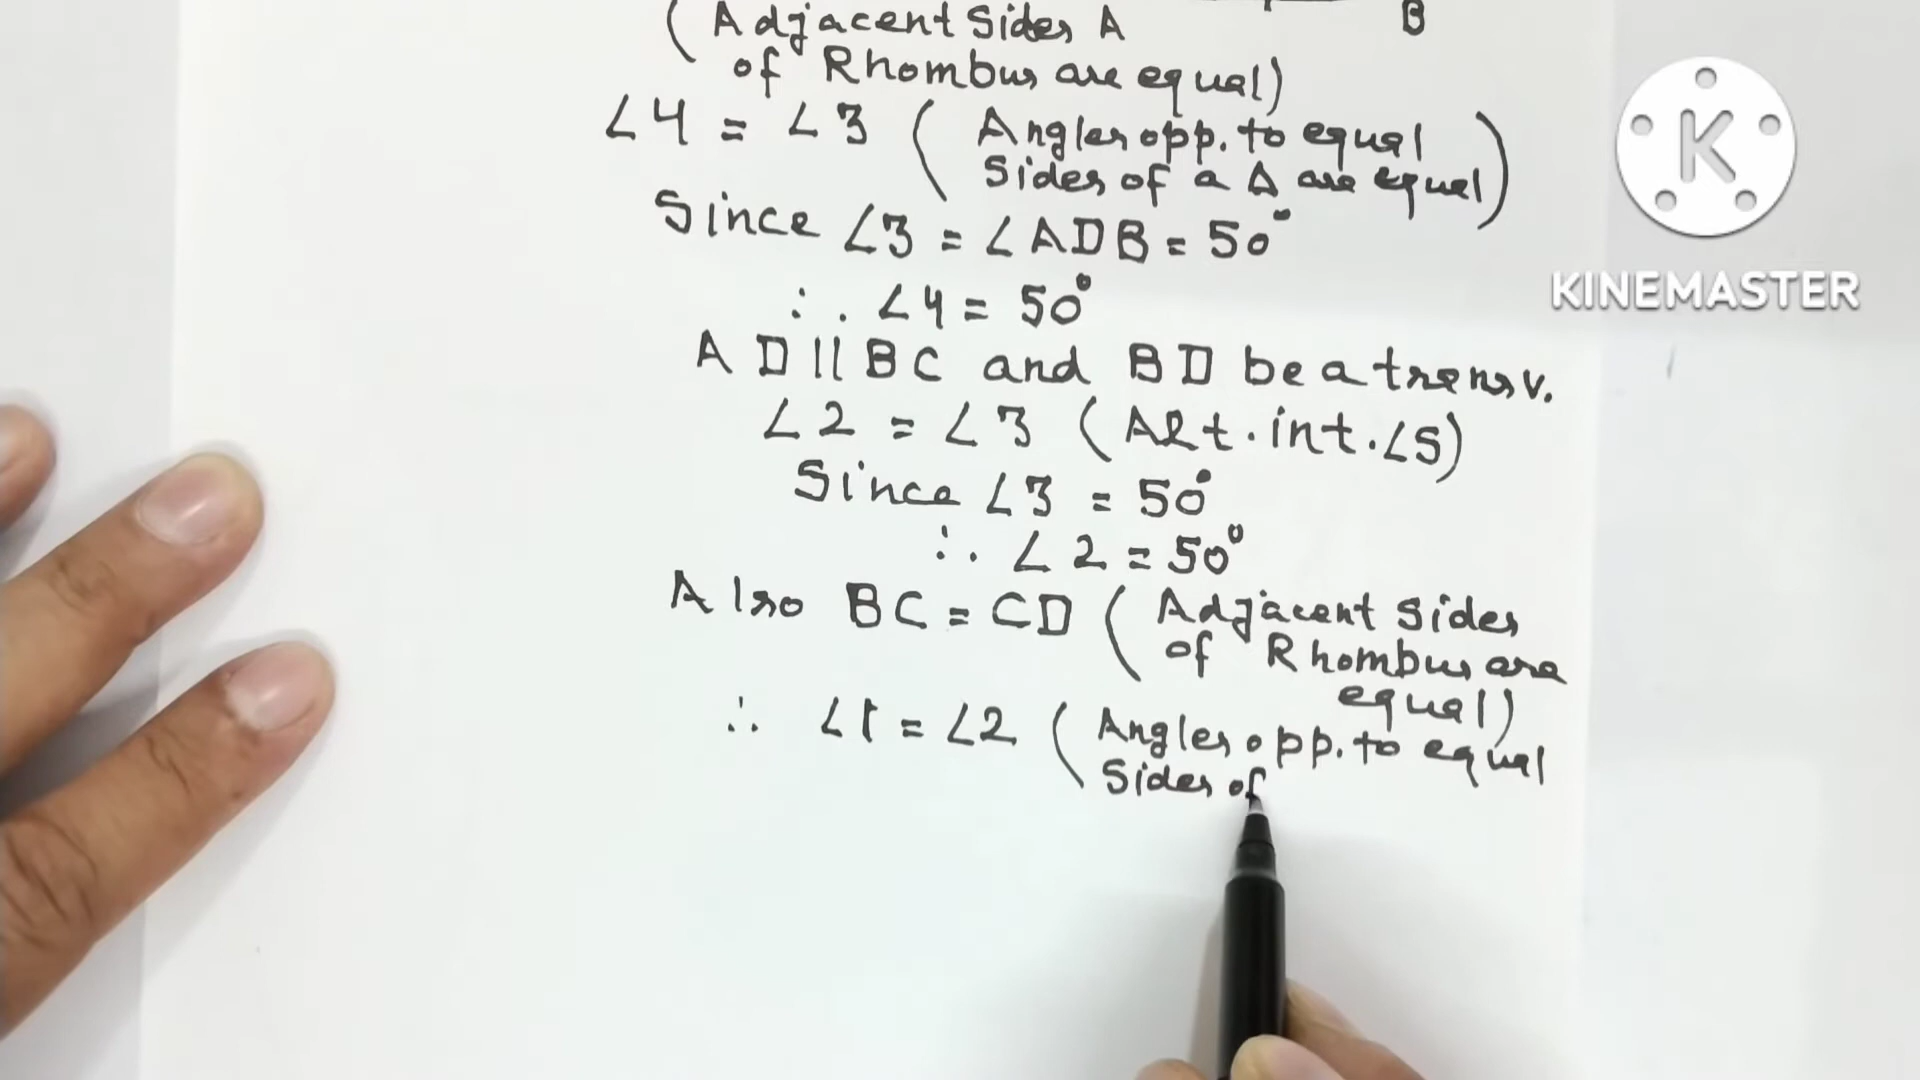 (Adjacent Sides A
B
of Rhombus are equal)
∠4 = ∠3 (Angles opp. to equal
Sides of a Δ are equal)
Since ∠3 = ∠ADB = 50°
∴ ∠4 = 50°
AD||BC and BD be a transv.
∠2 = ∠3 (Alt. int. ∠s)
Since ∠3 = 50°
∴ ∠2 = 50°
Also BC = CD (Adjacent Sides
of Rhombus are
equal)
∴ ∠1 = ∠2 (Angles opp. to equal
Sides of
K
KINEMASTER